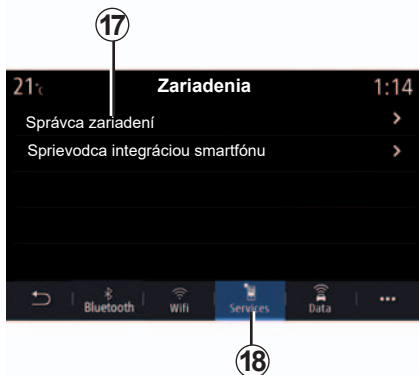 17
21°C Zariadenia 1:14
Správca zariadení
Sprievodca integráciou smartfónu
Bluetooth Wifi Services Data
18